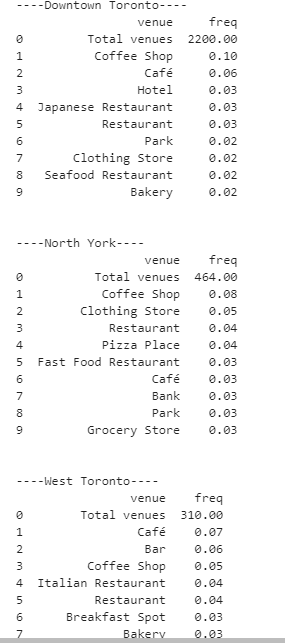 ----Downtown Toronto----
venue freq
0 Total venues 2200.00
1 Coffee Shop 0.10
2 Café 0.06
3 Hotel 0.03
4 Japanese Restaurant 0.03
5 Restaurant 0.03
6 Park 0.02
7 Clothing Store 0.02
8 Seafood Restaurant 0.02
9 Bakery 0.02
----North York----
venue freq
0 Total venues 464.00
1 Coffee Shop 0.08
2 Clothing Store 0.05
3 Restaurant 0.04
4 Pizza Place 0.04
5 Fast Food Restaurant 0.03
6 Café 0.03
7 Bank 0.03
8 Park 0.03
9 Grocery Store 0.03
----West Toronto----
venue freq
0 Total venues 310.00
1 Café 0.07
2 Bar 0.06
3 Coffee Shop 0.05
4 Italian Restaurant 0.04
5 Restaurant 0.04
6 Breakfast Spot 0.03
7 Bakery 0.03